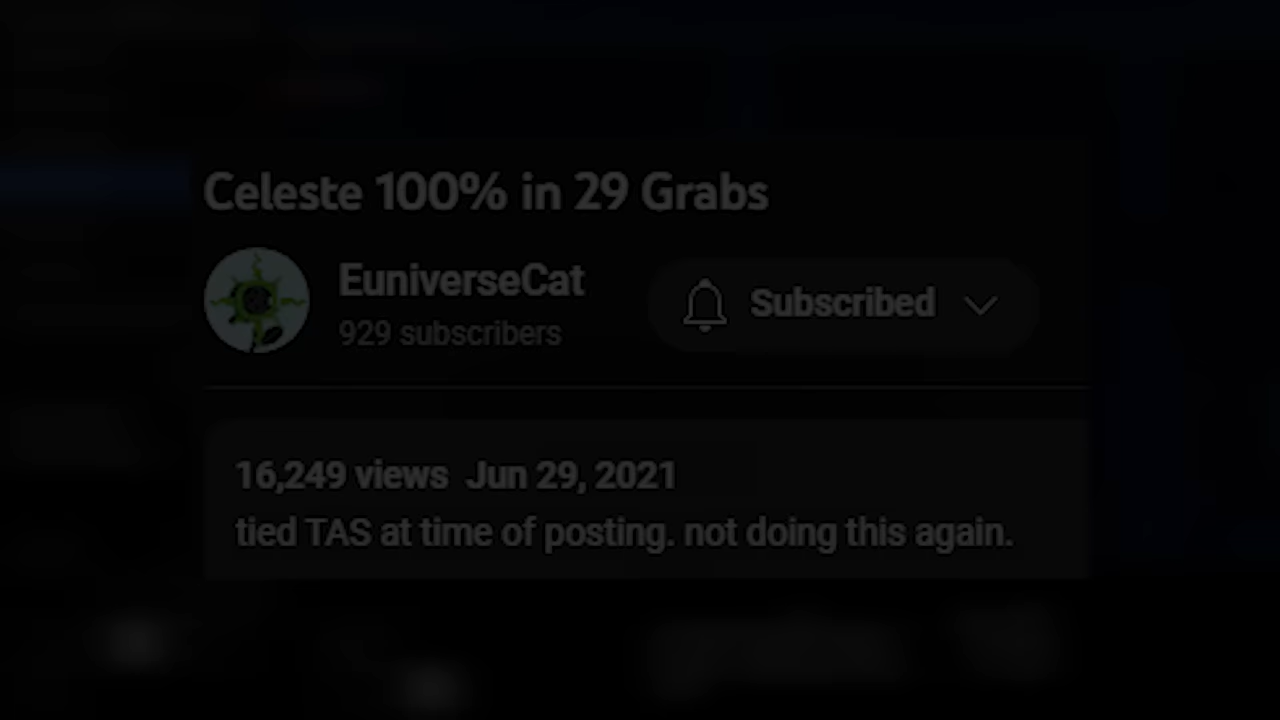 Celeste 100% in 29 Grabs
EuniverseCat
929 subscribers
Subscribed
16,249 views Jun 29, 2021
tied TAS at time of posting. not doing this again.